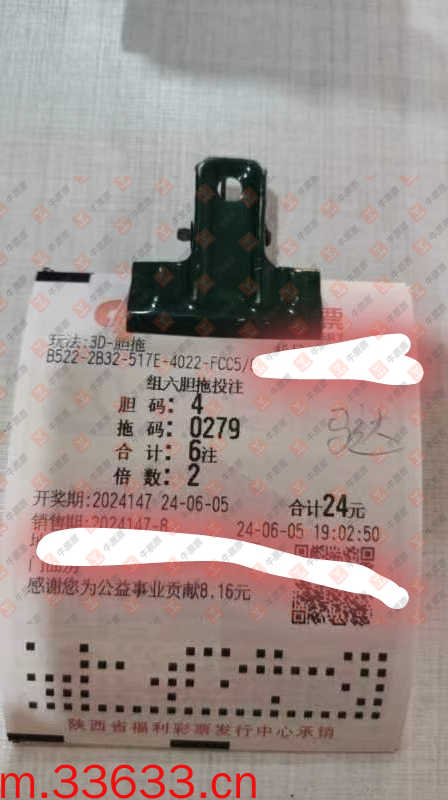 票
玩法:3D-胆拖
B522-2B32-517E-4022-FCC5/
组六胆拖投注
胆 码: 4
拖 码: 0279
合 计: 6注
倍 数: 2
开奖期:2024147 24-06-05 合计24元
销售期:2024147-8 24-06-05 19:02:50
感谢您为公益事业贡献8.16元
陕西省福利彩票发行中心承销
m.33633.cn